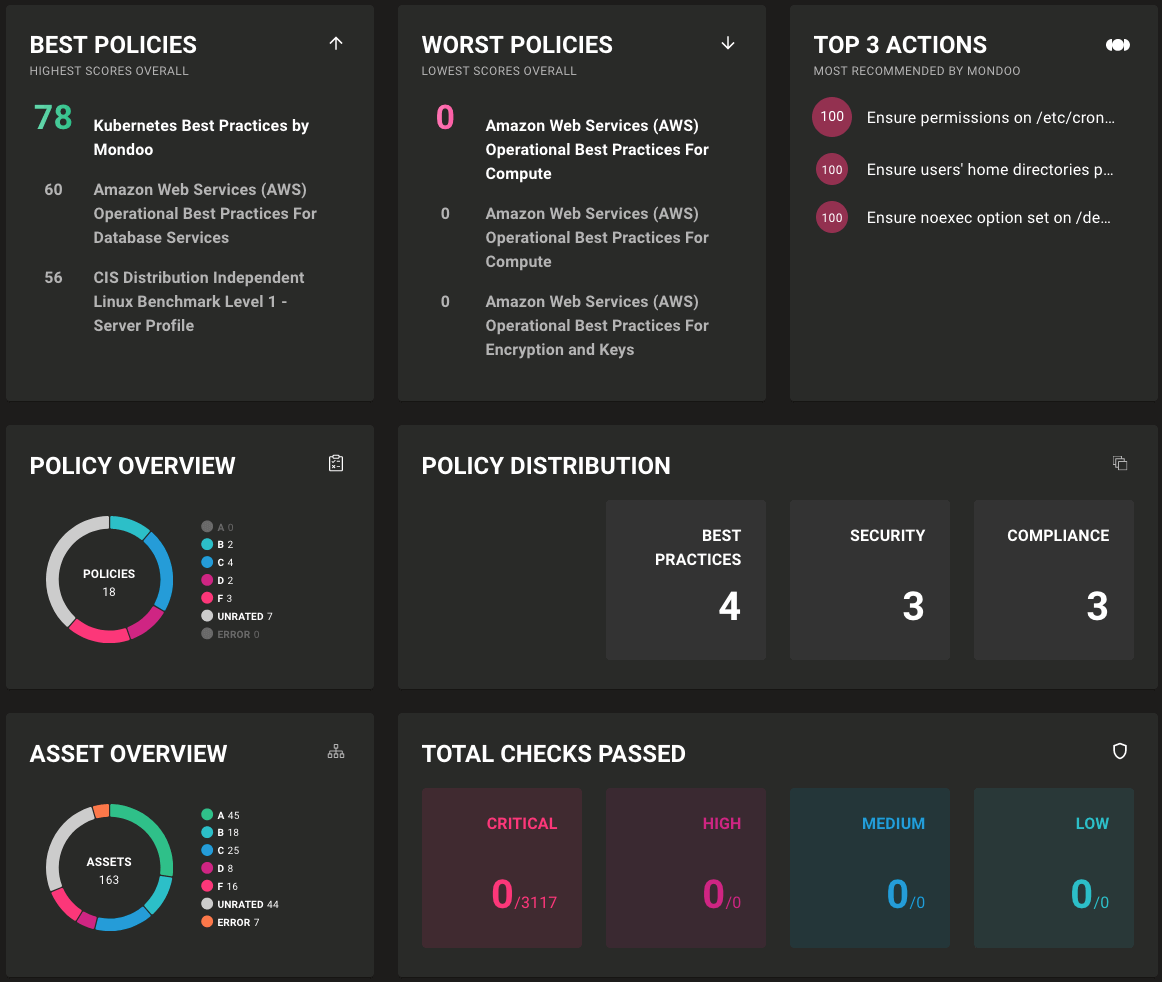 BEST POLICIES
HIGHEST SCORES OVERALL
78
Kubernetes Best Practices by
Mondoo
60
Amazon Web Services (AWS)
Operational Best Practices For
Database Services
56
CIS Distribution Independent
Linux Benchmark Level 1 -
Server Profile
WORST POLICIES
LOWEST SCORES OVERALL
0
Amazon Web Services (AWS)
Operational Best Practices For
Compute
0
Amazon Web Services (AWS)
Operational Best Practices For
Compute
0
Amazon Web Services (AWS)
Operational Best Practices For
Encryption and Keys
TOP 3 ACTIONS
MOST RECOMMENDED BY MONDOO
100 Ensure permissions on /etc/cron...
100 Ensure users' home directories p...
100 Ensure noexec option set on /de...
POLICY OVERVIEW
POLICIES
18
A 0
B 2
C 4
D 2
F 3
UNRATED 7
ERROR 0
POLICY DISTRIBUTION
BEST
PRACTICES
4
SECURITY
3
COMPLIANCE
3
ASSET OVERVIEW
ASSETS
163
A 45
B 18
C 25
D 8
F 16
UNRATED 44
ERROR 7
TOTAL CHECKS PASSED
CRITICAL
0/3117
HIGH
0/0
MEDIUM
0/0
LOW
0/0